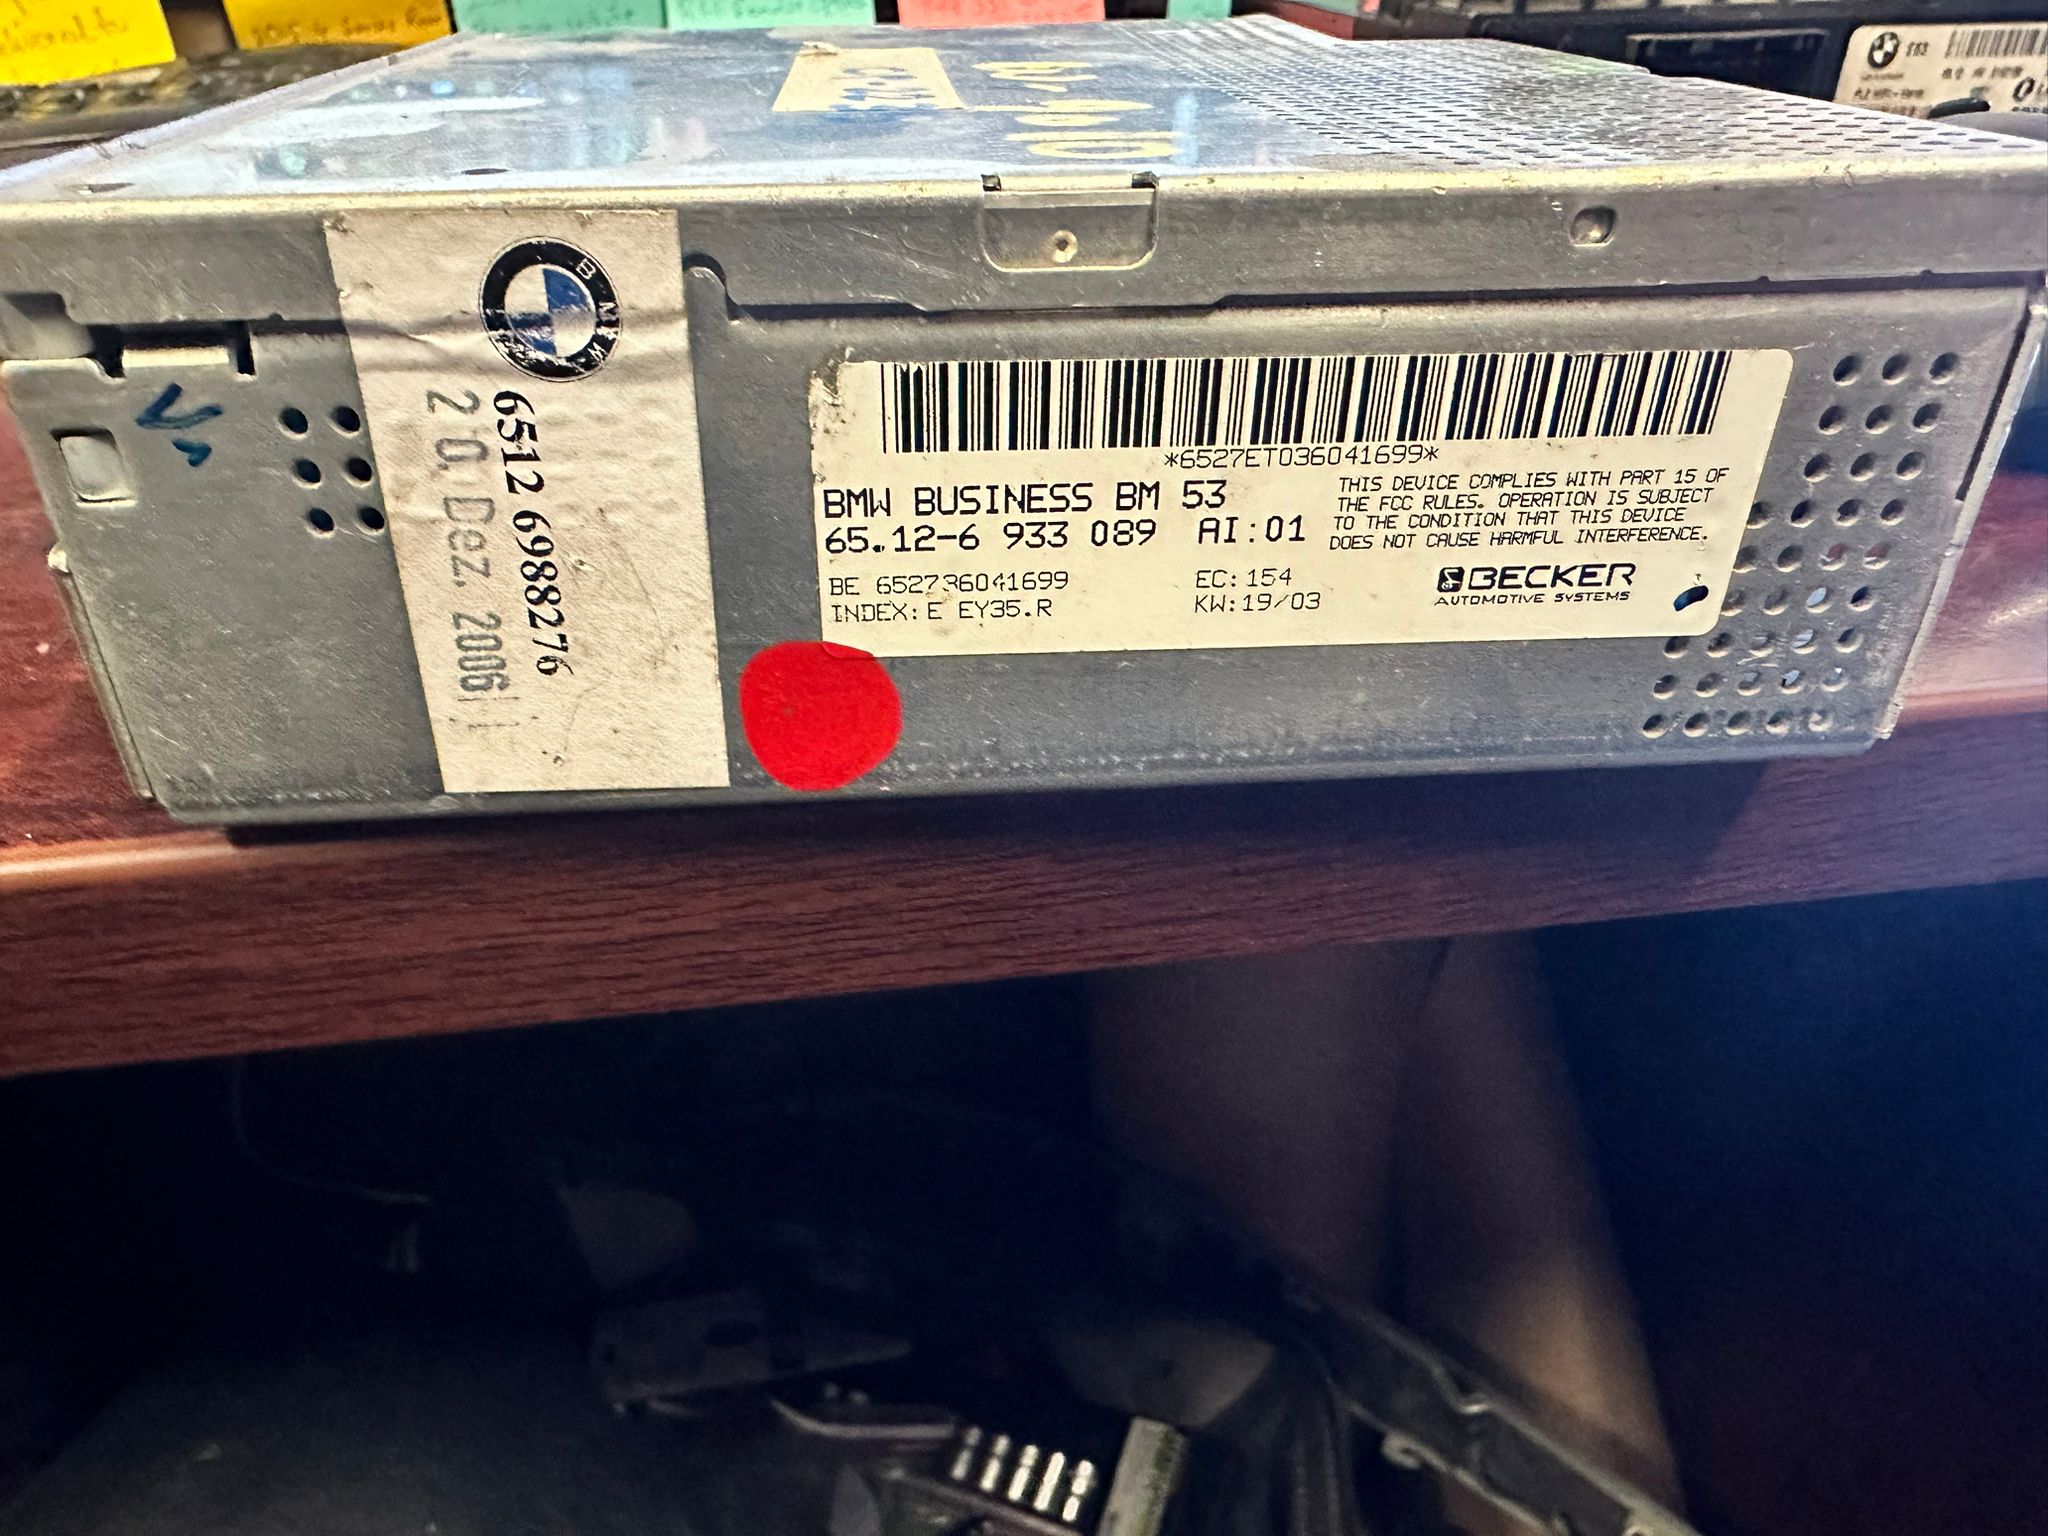 BMW
6512 6988276
20. Dez. 2006
*6527ET036041699*
BMW BUSINESS BM 53
65.12-6 933 089 AI:01
BE 652736041699
INDEX: E EY35.R
EC: 154
KW:19/03
THIS DEVICE COMPLIES WITH PART 15 OF
THE FCC RULES. OPERATION IS SUBJECT
TO THE CONDITION THAT THIS DEVICE
DOES NOT CAUSE HARMFUL INTERFERENCE.
BECKER
AUTOMOTIVE SYSTEMS